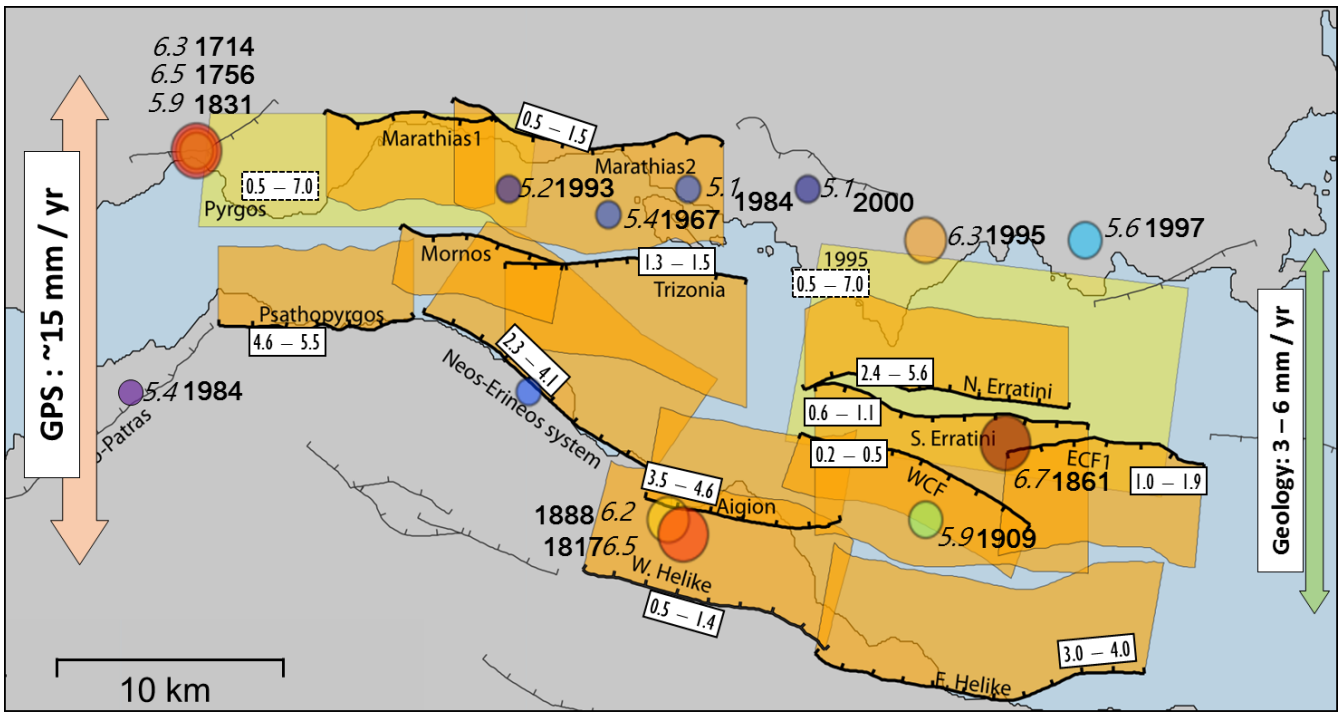 6.3 1714
6.5 1756
5.9 1831
GPS : ~15 mm / yr
Marathias1
0.5 – 1.5
Marathias2
0.5 – 7.0
Pyrgos
5.2 1993
5.1 1984
5.1 2000
5.4 1967
6.3 1995
5.6 1997
Mornos
1.3 – 1.5
Trizonia
1995
0.5 – 7.0
Psathopyrgos
4.6 – 5.5
2.3 – 4.1
Neos-Erineos system
5.4 1984
-Patras
2.4 – 5.6
N. Erratini
0.6 – 1.1
S. Erratini
0.2 – 0.5
WCF
ECF1
6.7 1861
1.0 – 1.9
Geology: 3 – 6 mm / yr
3.5 – 4.6
Aigion
1888 6.2
1817 6.5
5.9 1909
W. Helike
0.5 – 1.4
3.0 – 4.0
E. Helike
10 km